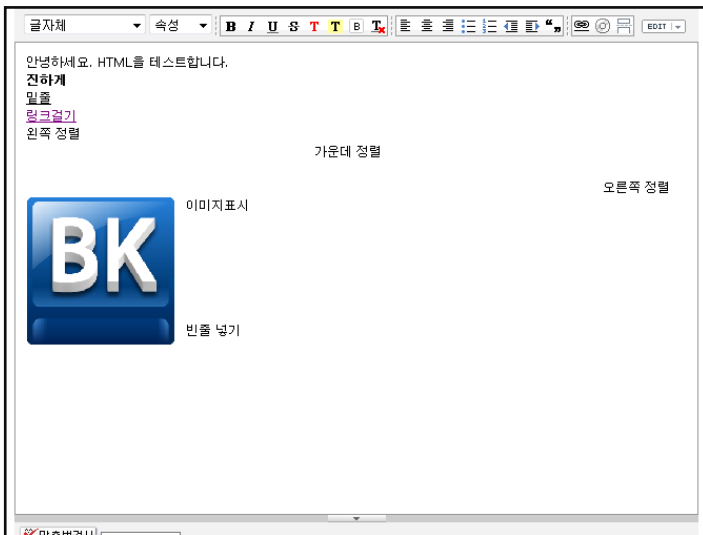 글자체 속성 B I U S T T B T EDIT
안녕하세요. HTML을 테스트합니다.
진하게
밑줄
링크걸기
왼쪽 정렬
가운데 정렬
오른쪽 정렬
이미지표시
BK
빈줄 넣기